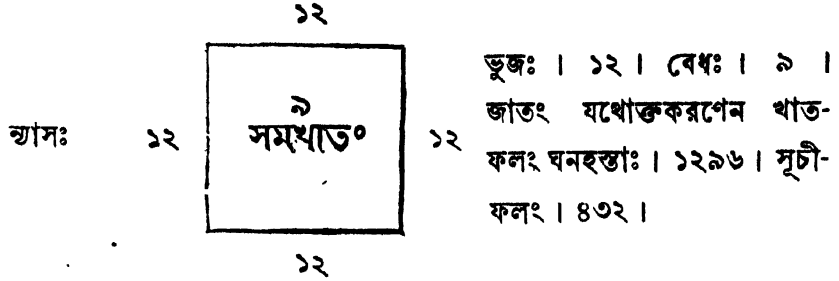 ১২
ন্যাসঃ ১২ ৯ ১২
সমখাতং
১২
ভুজঃ । ১২ । বেধঃ । ৯ ।
জাতং যথোক্তকরণেন খাত-
ফলং ঘনহস্তাঃ । ১২৯৬ । সূচী-
ফলং । ৪৩২ ।